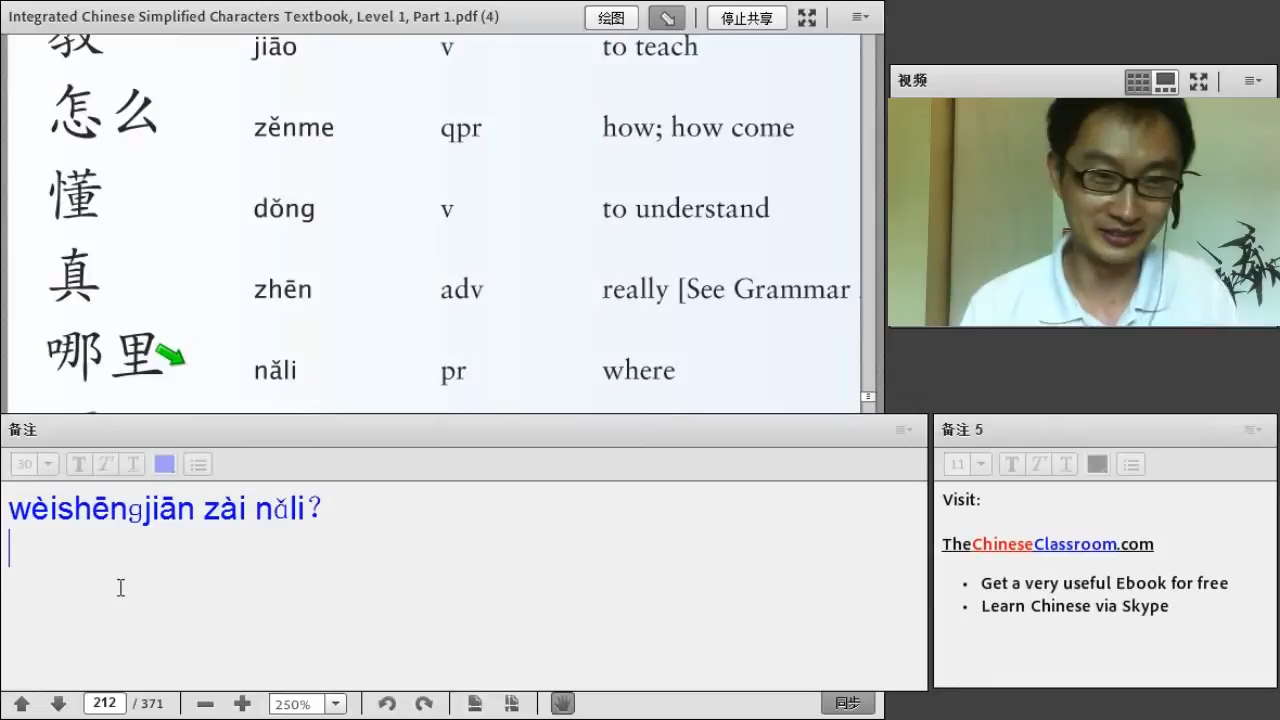 Integrated Chinese Simplified Characters Textbook, Level 1, Part 1.pdf (4)
绘图
停止共享
教 jiāo v to teach
怎么 zěnme qpr how; how come
懂 dǒng v to understand
真 zhēn adv really [See Grammar
哪里 nǎli pr where
视频
备注
30
wèishēngjiān zài nǎli?
212 / 371
250%
同步
备注 5
11
Visit:
TheChineseClassroom.com
• Get a very useful Ebook for free
• Learn Chinese via Skype